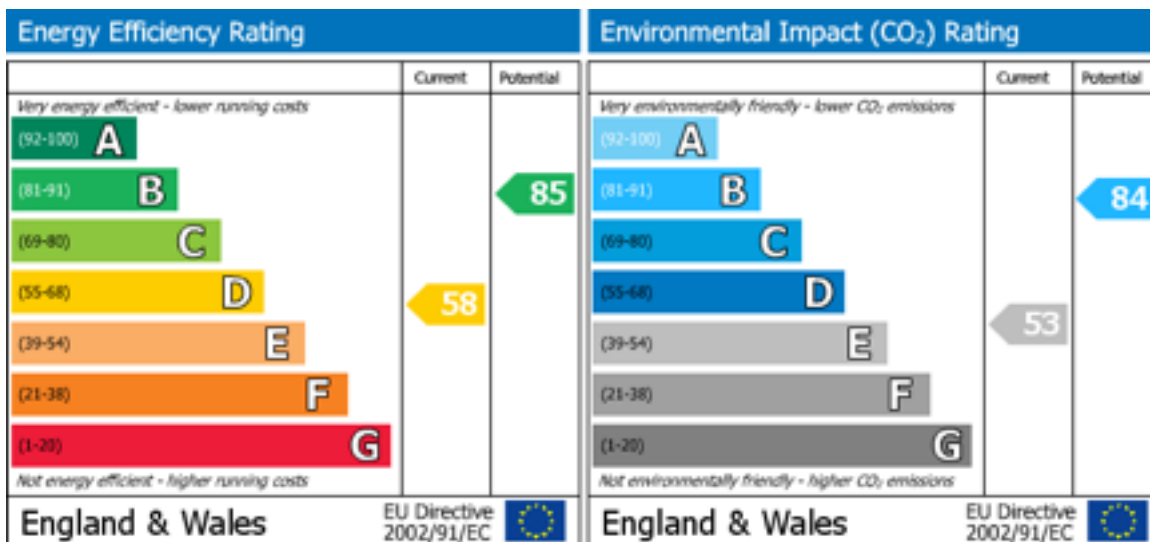 Energy Efficiency Rating
Current Potential
Very energy efficient - lower running costs
(92-100) A
(81-91) B
85
(69-80) C
(55-68) D
58
(39-54) E
(21-38) F
(1-20) G
Not energy efficient - higher running costs
England & Wales
EU Directive
2002/91/EC
Environmental Impact (CO₂) Rating
Current Potential
Very environmentally friendly - lower CO₂ emissions
(92-100) A
(81-91) B
84
(69-80) C
(55-68) D
(39-54) E
53
(21-38) F
(1-20) G
Not environmentally friendly - higher CO₂ emissions
England & Wales
EU Directive
2002/91/EC